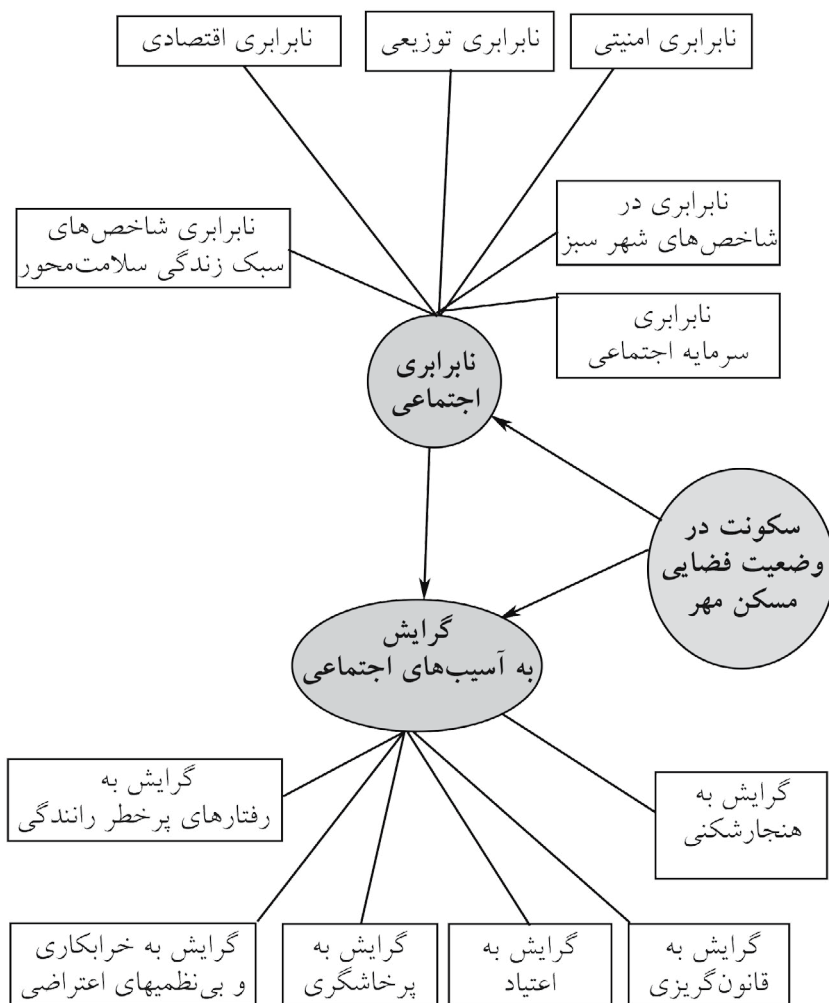 نابرابری امنیتی
نابرابری توزیعی
نابرابری اقتصادی
نابرابری در
شاخص‌های شهر سبز
نابرابری شاخص‌های
سبک زندگی سلامت‌محور
نابرابری
سرمایه اجتماعی
نابرابری
اجتماعی
سکونت در
وضعیت فضایی
مسکن مهر
گرایش
به آسیب‌های اجتماعی
گرایش به
هنجارشکنی
گرایش به
رفتارهای پرخطر رانندگی
گرایش به
قانون‌گریزی
گرایش به
اعتیاد
گرایش به
پرخاشگری
گرایش به خرابکاری
و بی‌نظمیهای اعتراضی